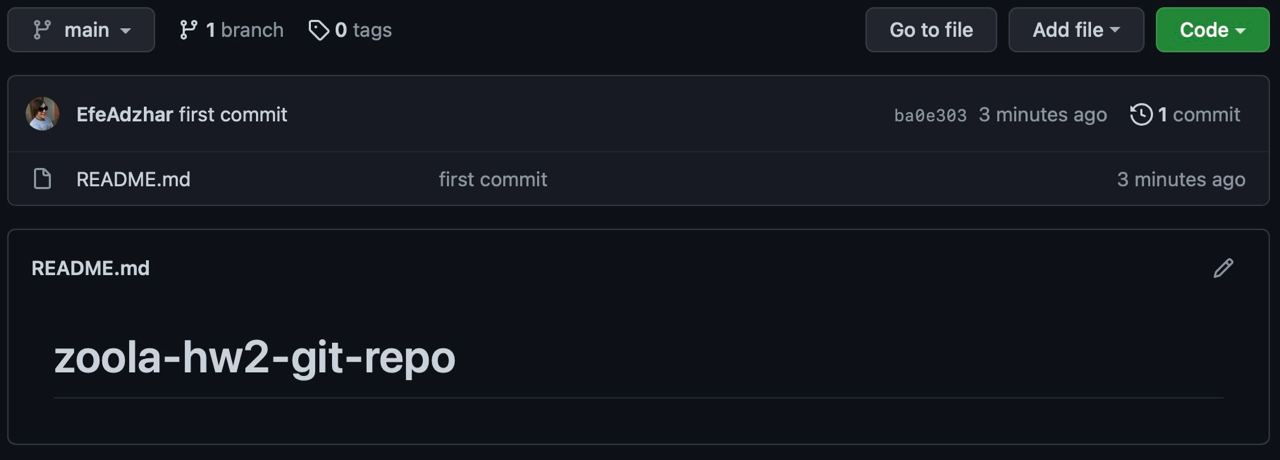 main 1 branch 0 tags Go to file Add file Code
EfeAdzhar first commit ba0e303 3 minutes ago 1 commit
README.md first commit 3 minutes ago
README.md
zoola-hw2-git-repo